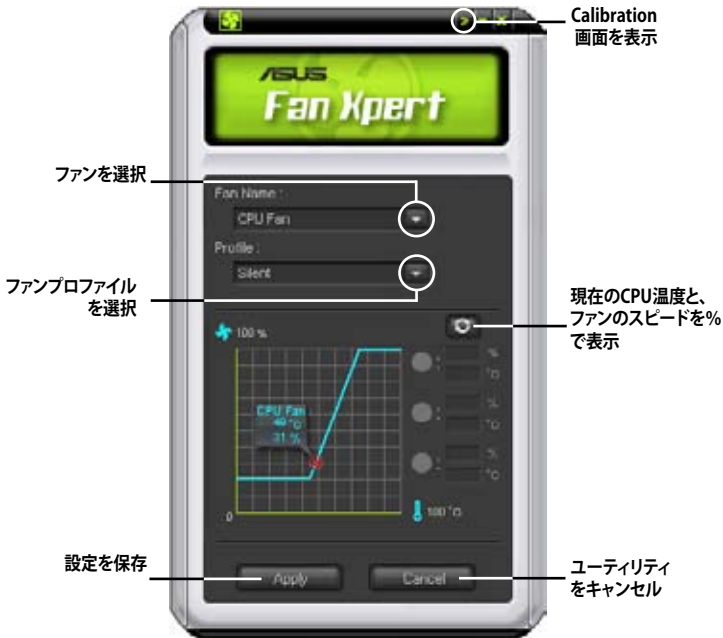 Calibration
画面を表示
ASUS
Fan Xpert
ファンを選択
Fan Name :
CPU Fan
Profile :
Silent
ファンプロファイル
を選択
現在のCPU温度と、
ファンのスピードを%
で表示
100 %
%
°C
CPU Fan
49 °C
31 %
%
°C
%
°C
0
100 °C
設定を保存
Apply
Cancel
ユーティリティ
をキャンセル